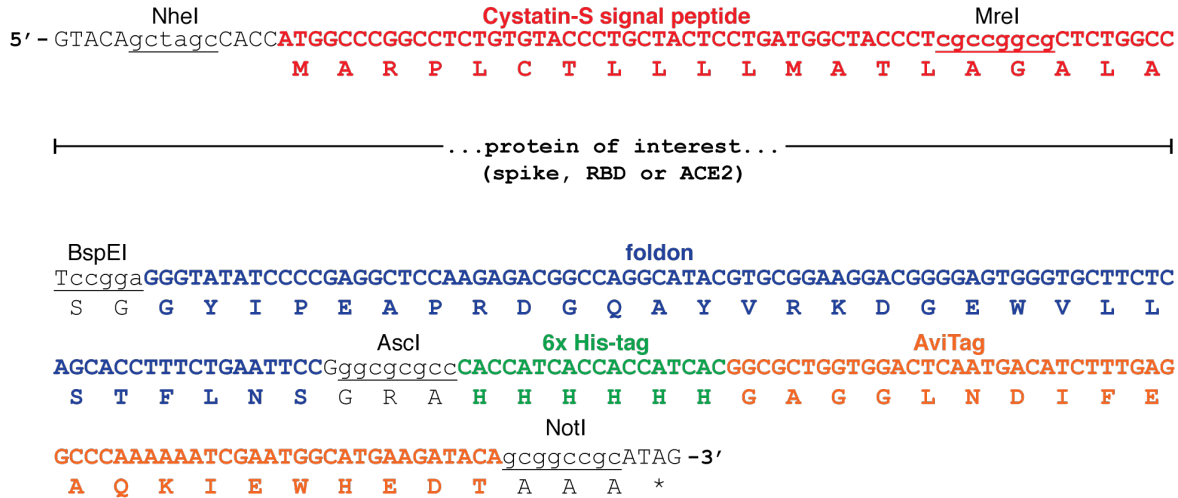 NheI Cystatin-S signal peptide MreI
5’-GTACAgctagcCACCATGGCCCGGCCTCTGTGTACCCTGCTACTCCTGATGGCTACCCTcgccggcgCTCTGGCC
M A R P L C T L L L L M A T L A G A L A
...protein of interest...
(spike, RBD or ACE2)
BspEI foldon
TccggaGGGTATATCCCCGAGGCTCCAAGAGACGGCCAGGCATACGTGCGGAAGGACGGGGAGTGGGTGCTTCTC
S G G Y I P E A P R D G Q A Y V R K D G E W V L L
AscI 6x His-tag AviTag
AGCACCTTTCTGAATTCCGggcgcgccCACCATCACCACCATCACGGCGCTGGTGGACTCAATGACATCTTTGAG
S T F L N S G R A H H H H H H G A G G L N D I F E
NotI
GCCCAAAAAATCGAATGGCATGAAGATACAgcggccgcATAG-3’
A Q K I E W H E D T A A A *